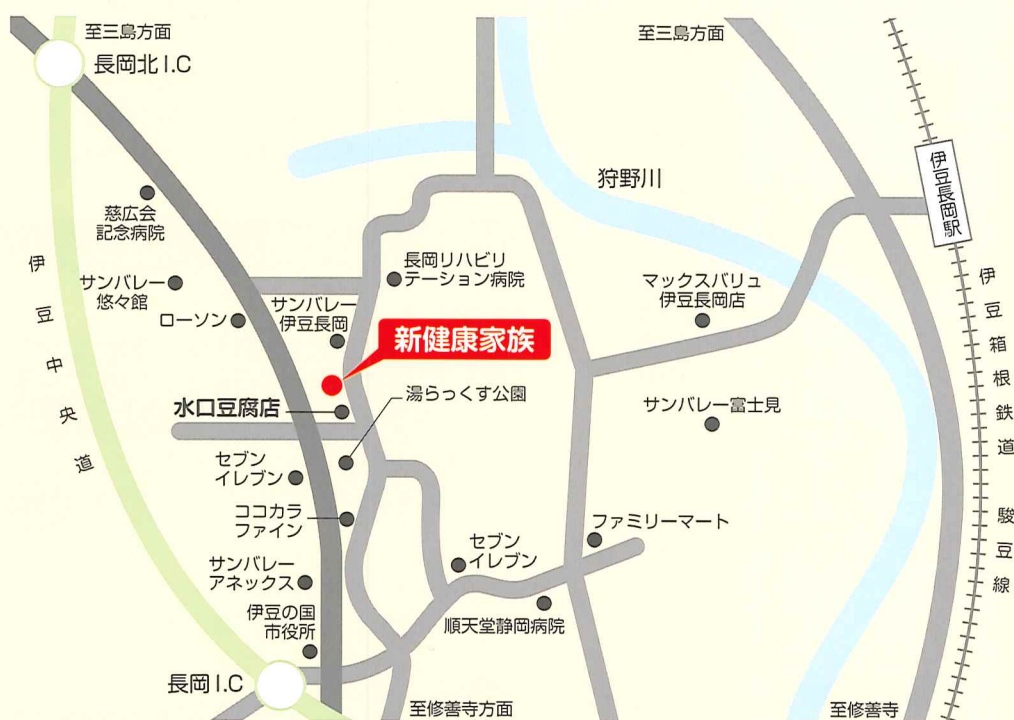 至三島方面
長岡北I.C
至三島方面
狩野川
伊豆長岡駅
慈広会
記念病院
長岡リハビリ
テーション病院
サンバレー
悠々館
マックスバリュ
伊豆長岡店
サンバレー
伊豆長岡
ローソン
新健康家族
湯らっくす公園
水口豆腐店
サンバレー富士見
伊豆中央道
伊豆箱根鉄道 駿豆線
セブン
イレブン
ココカラ
ファイン
ファミリーマート
セブン
イレブン
サンバレー
アネックス
伊豆の国
市役所
順天堂静岡病院
長岡I.C
至修善寺方面
至修善寺